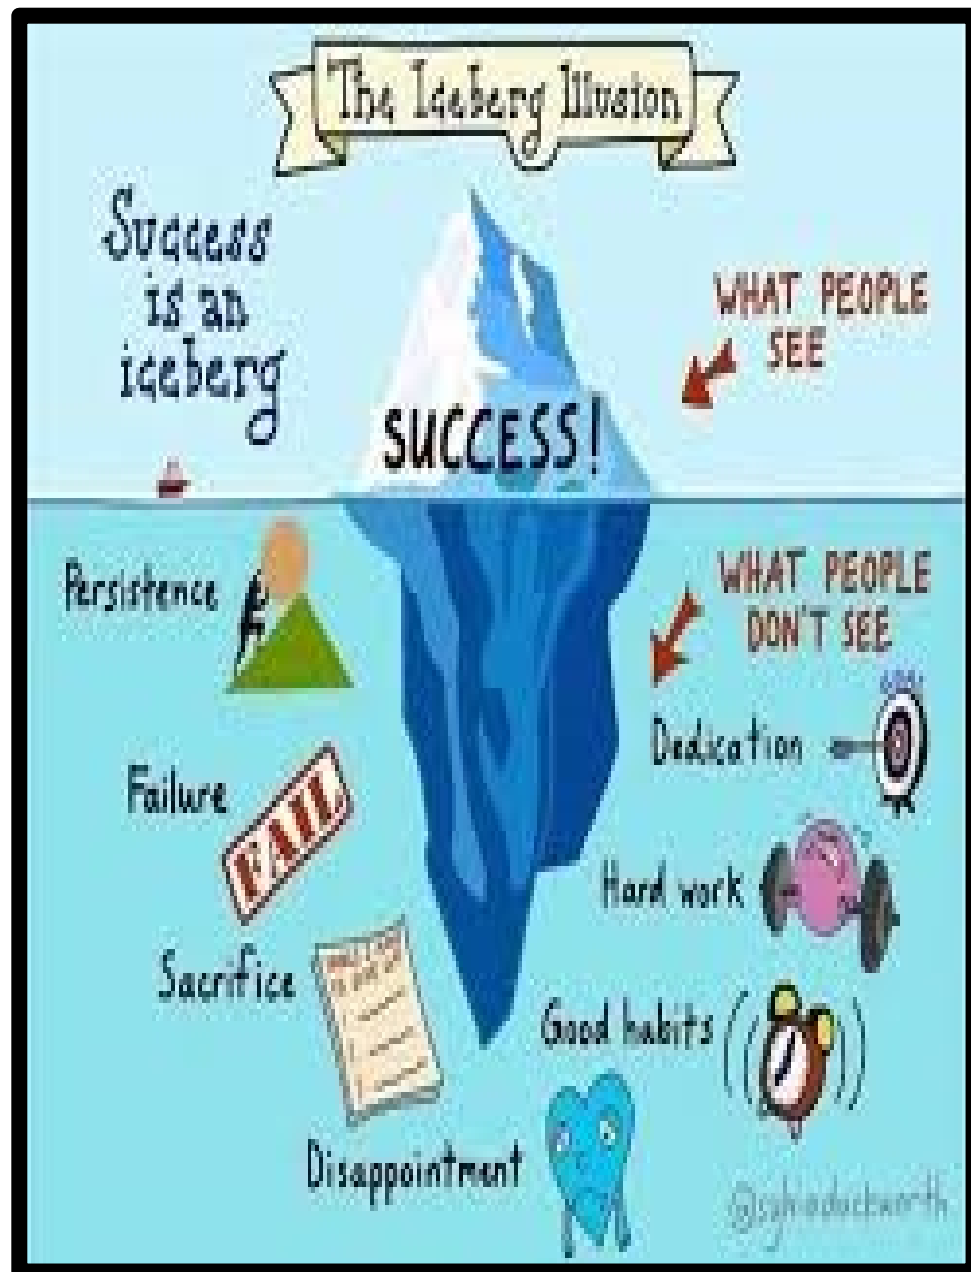 The Iceberg Illusion
Success
is an
iceberg
WHAT PEOPLE
SEE
SUCCESS!
Persistence
WHAT PEOPLE
DON'T SEE
Dedication
Failure
FAIL
Hard work
Sacrifice
Good habits
Disappointment
@sylviaduckworth